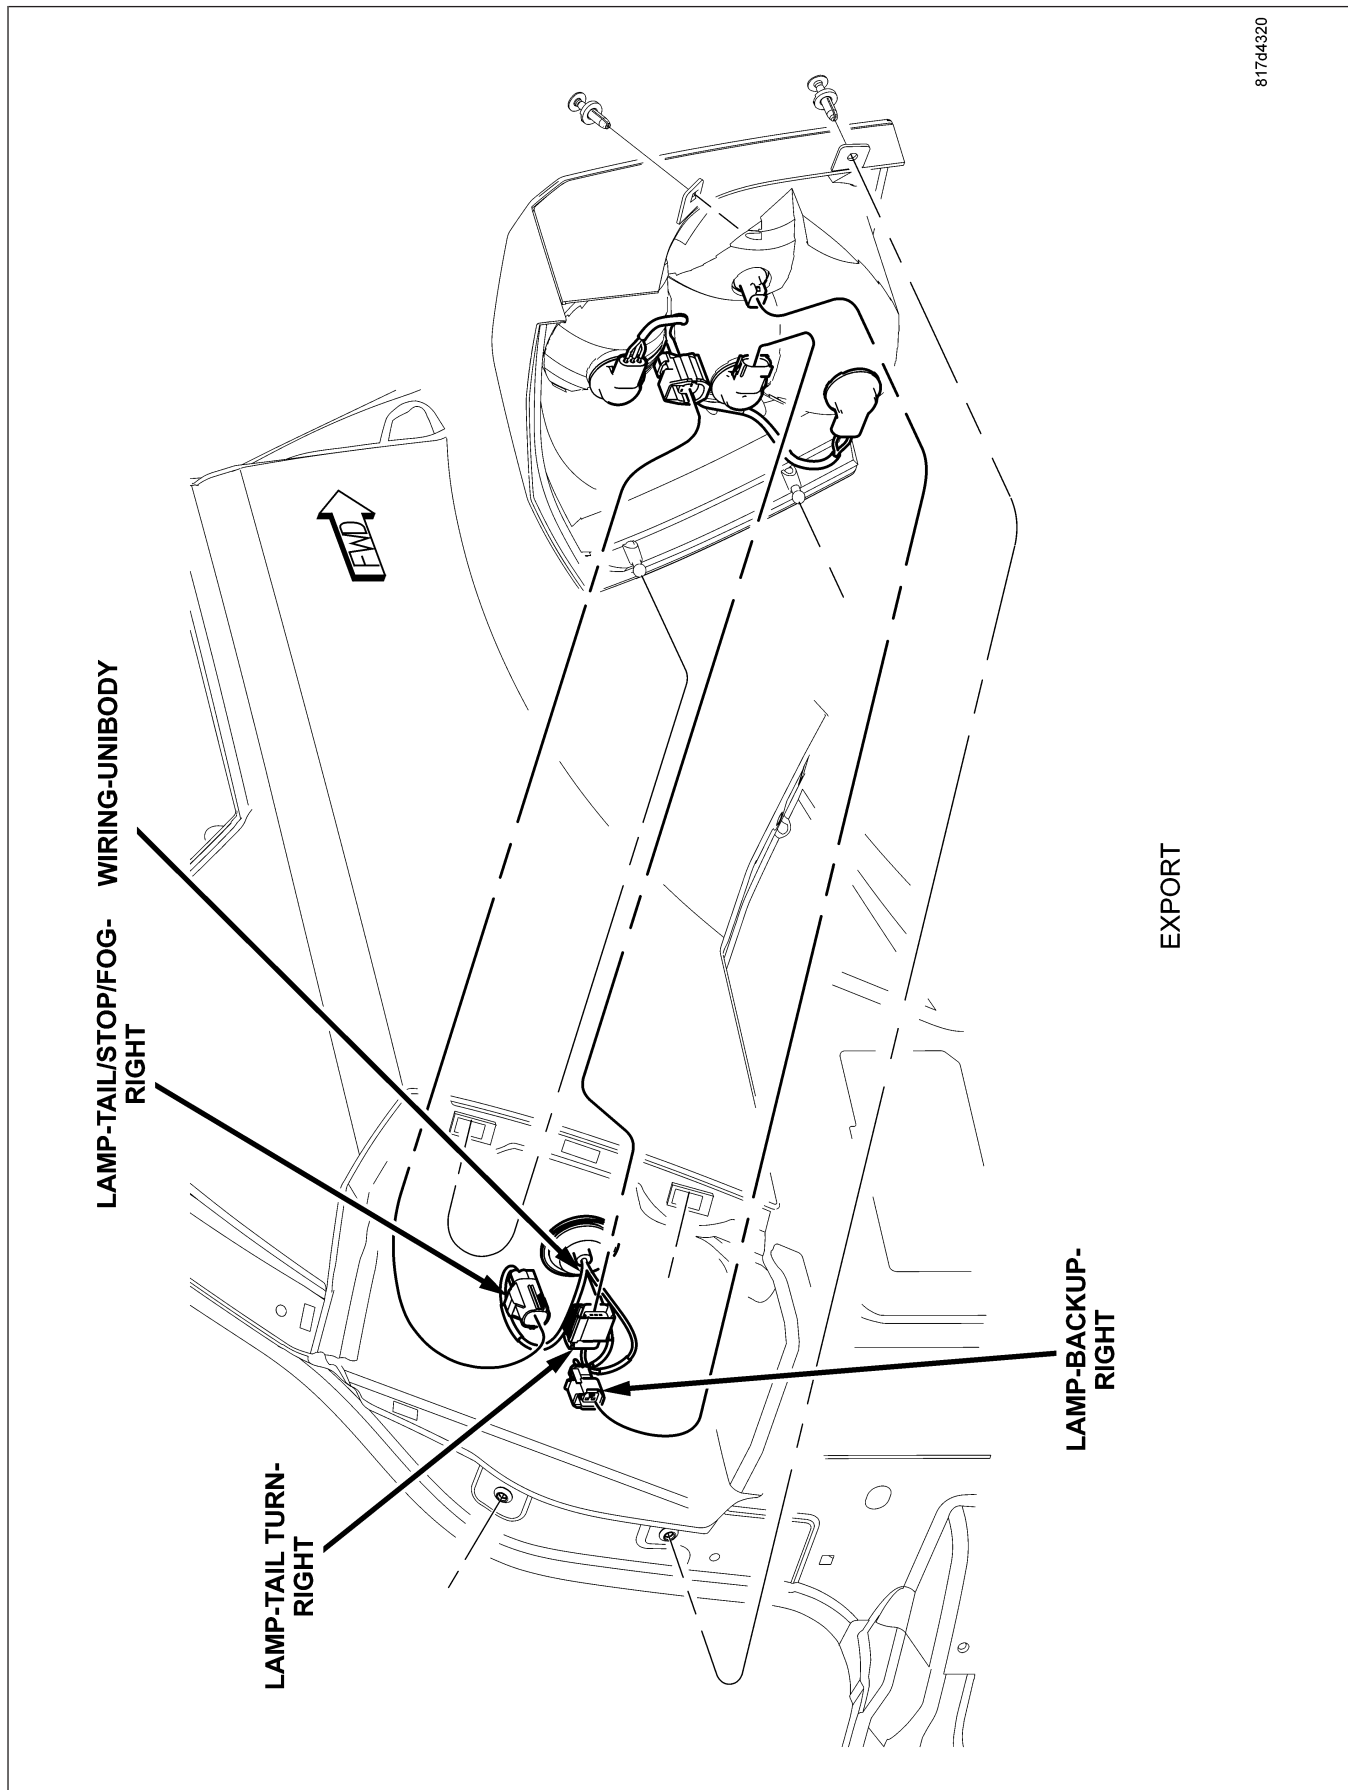 LAMP-TAIL/STOP/FOG-
RIGHT
WIRING-UNIBODY
FWD
LAMP-TAIL TURN-
RIGHT
LAMP-BACKUP-
RIGHT
EXPORT
817d4320